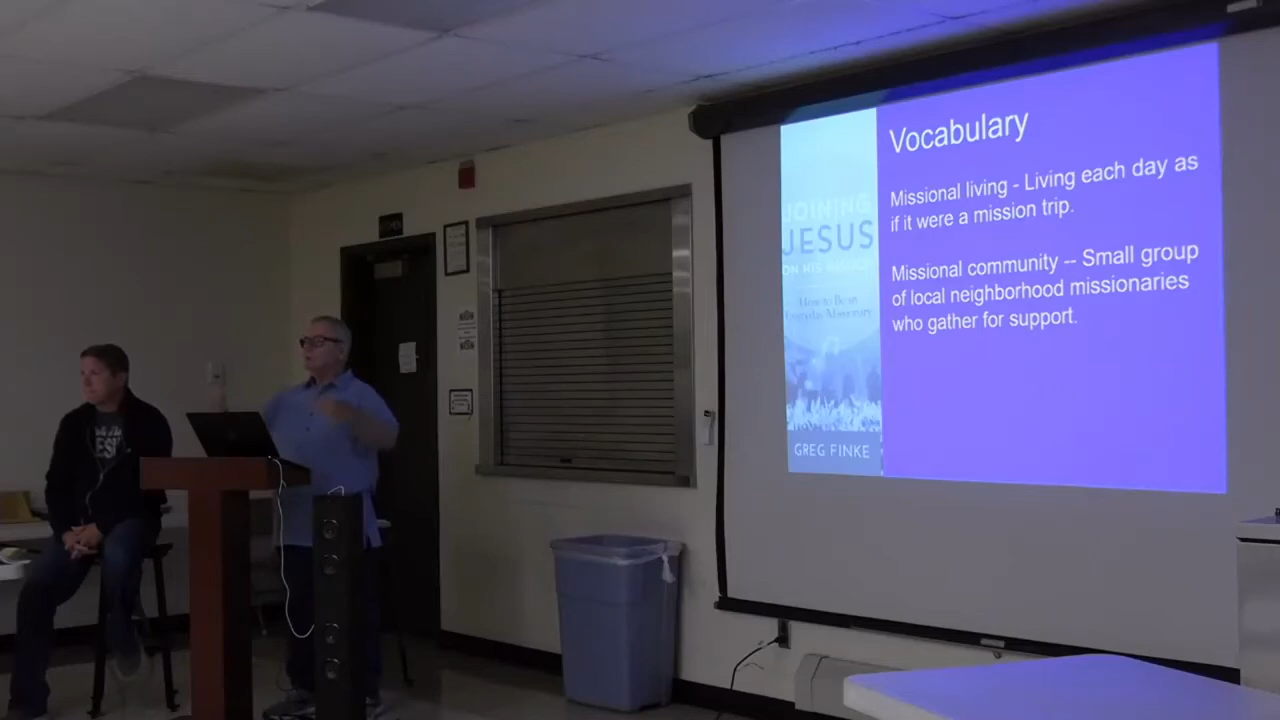 Vocabulary
Missional living - Living each day as
if it were a mission trip.
Missional community -- Small group
of local neighborhood missionaries
who gather for support.
JOINING
JESUS
ON HIS MISSION
How to Be an
Everyday Missionary
GREG FINKE